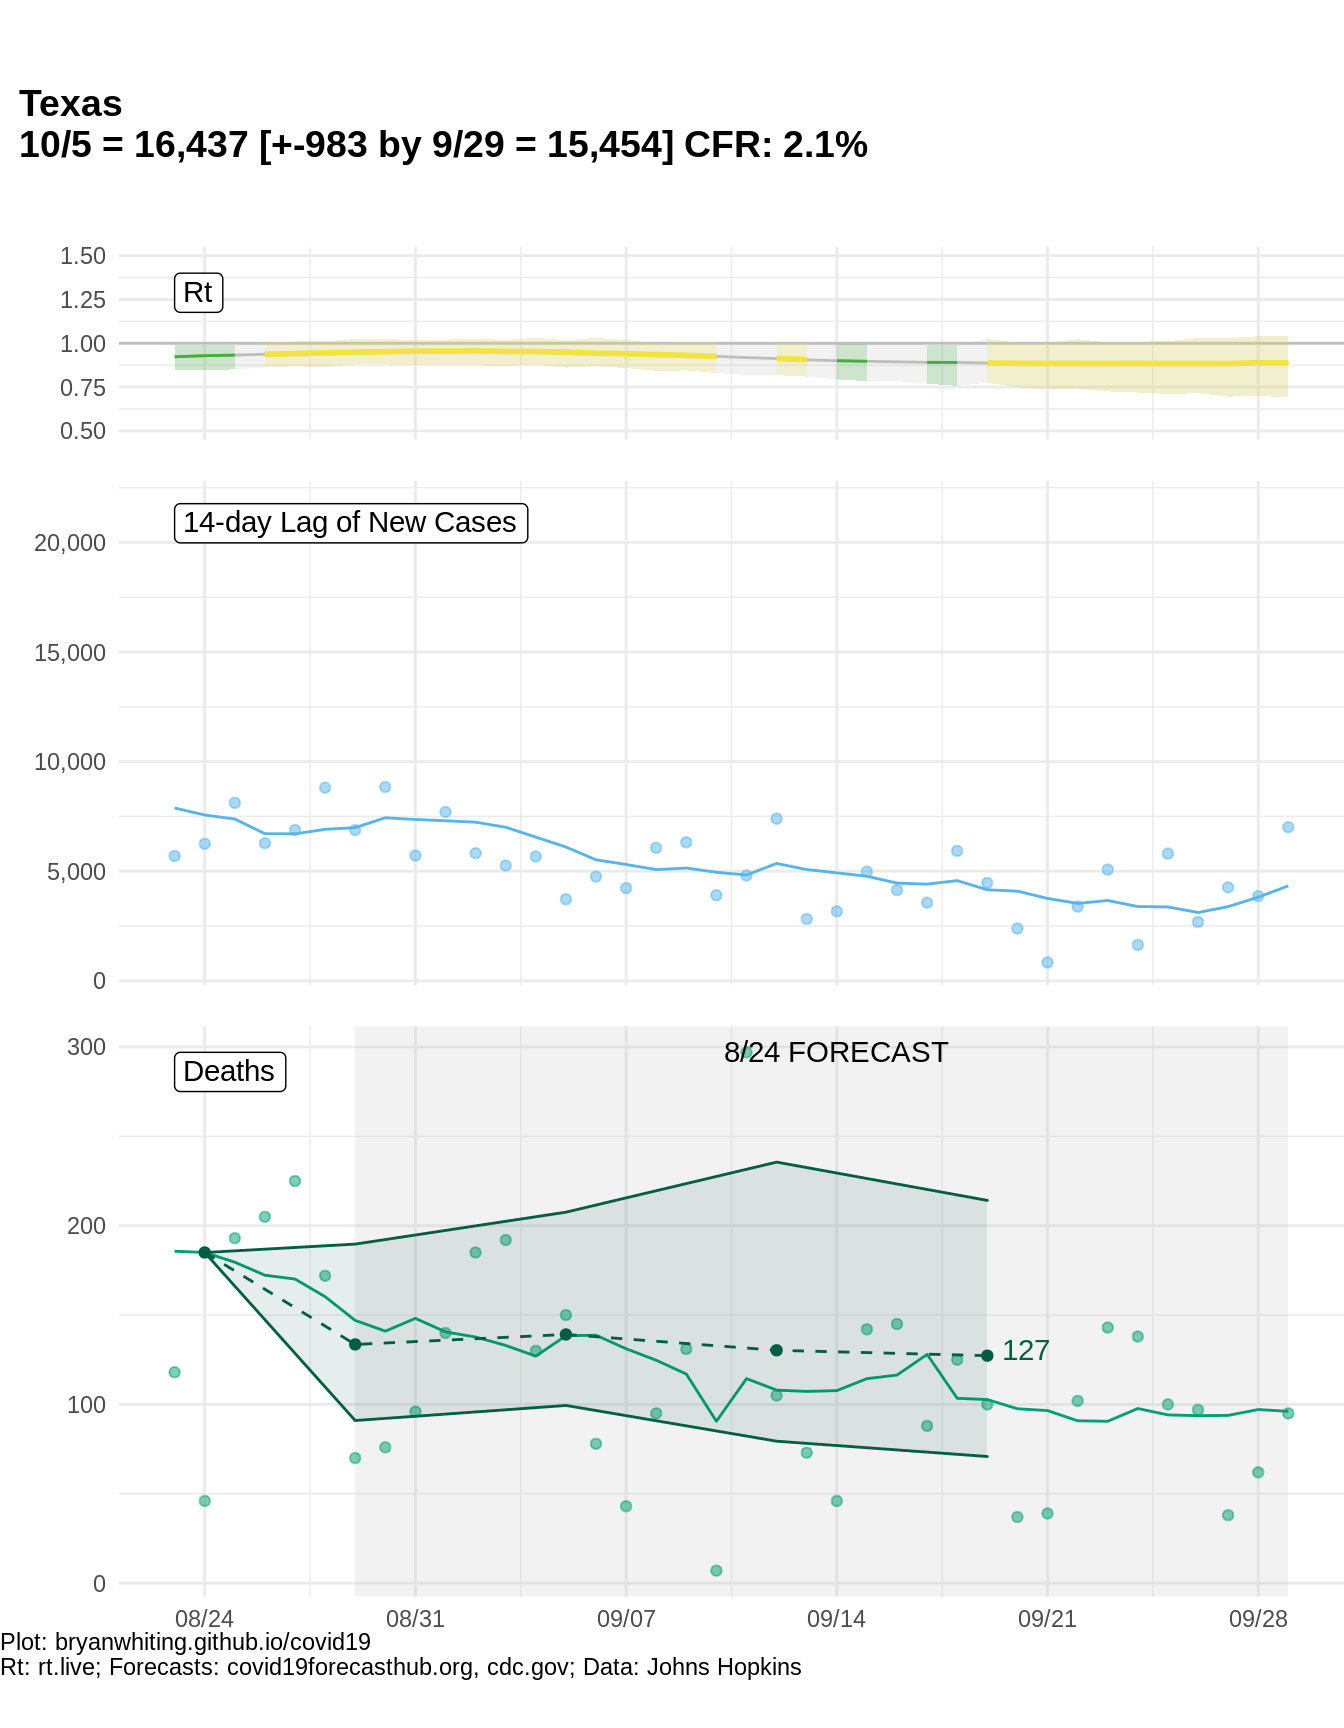 Texas
10/5 = 16,437 [+-983 by 9/29 = 15,454] CFR: 2.1%
1.50
Rt
1.25
1.00
0.75
0.50
14-day Lag of New Cases
20,000
15,000
10,000
5,000
0
300
8/24 FORECAST
Deaths
200
127
100
0
08/24 08/31 09/07 09/14 09/21 09/28
Plot: bryanwhiting.github.io/covid19
Rt: rt.live; Forecasts: covid19forecasthub.org, cdc.gov; Data: Johns Hopkins